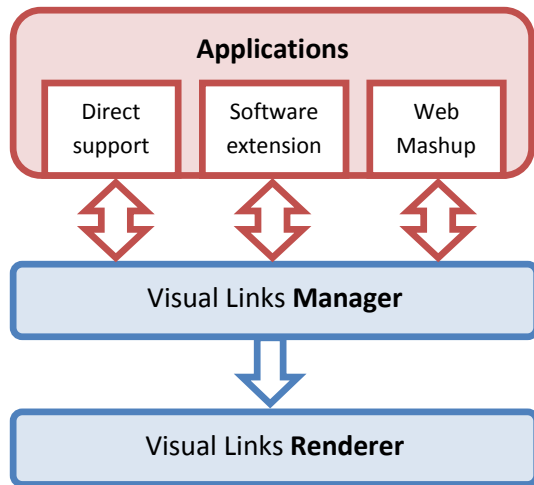 Applications
Direct
support
Software
extension
Web
Mashup
Visual Links Manager
Visual Links Renderer